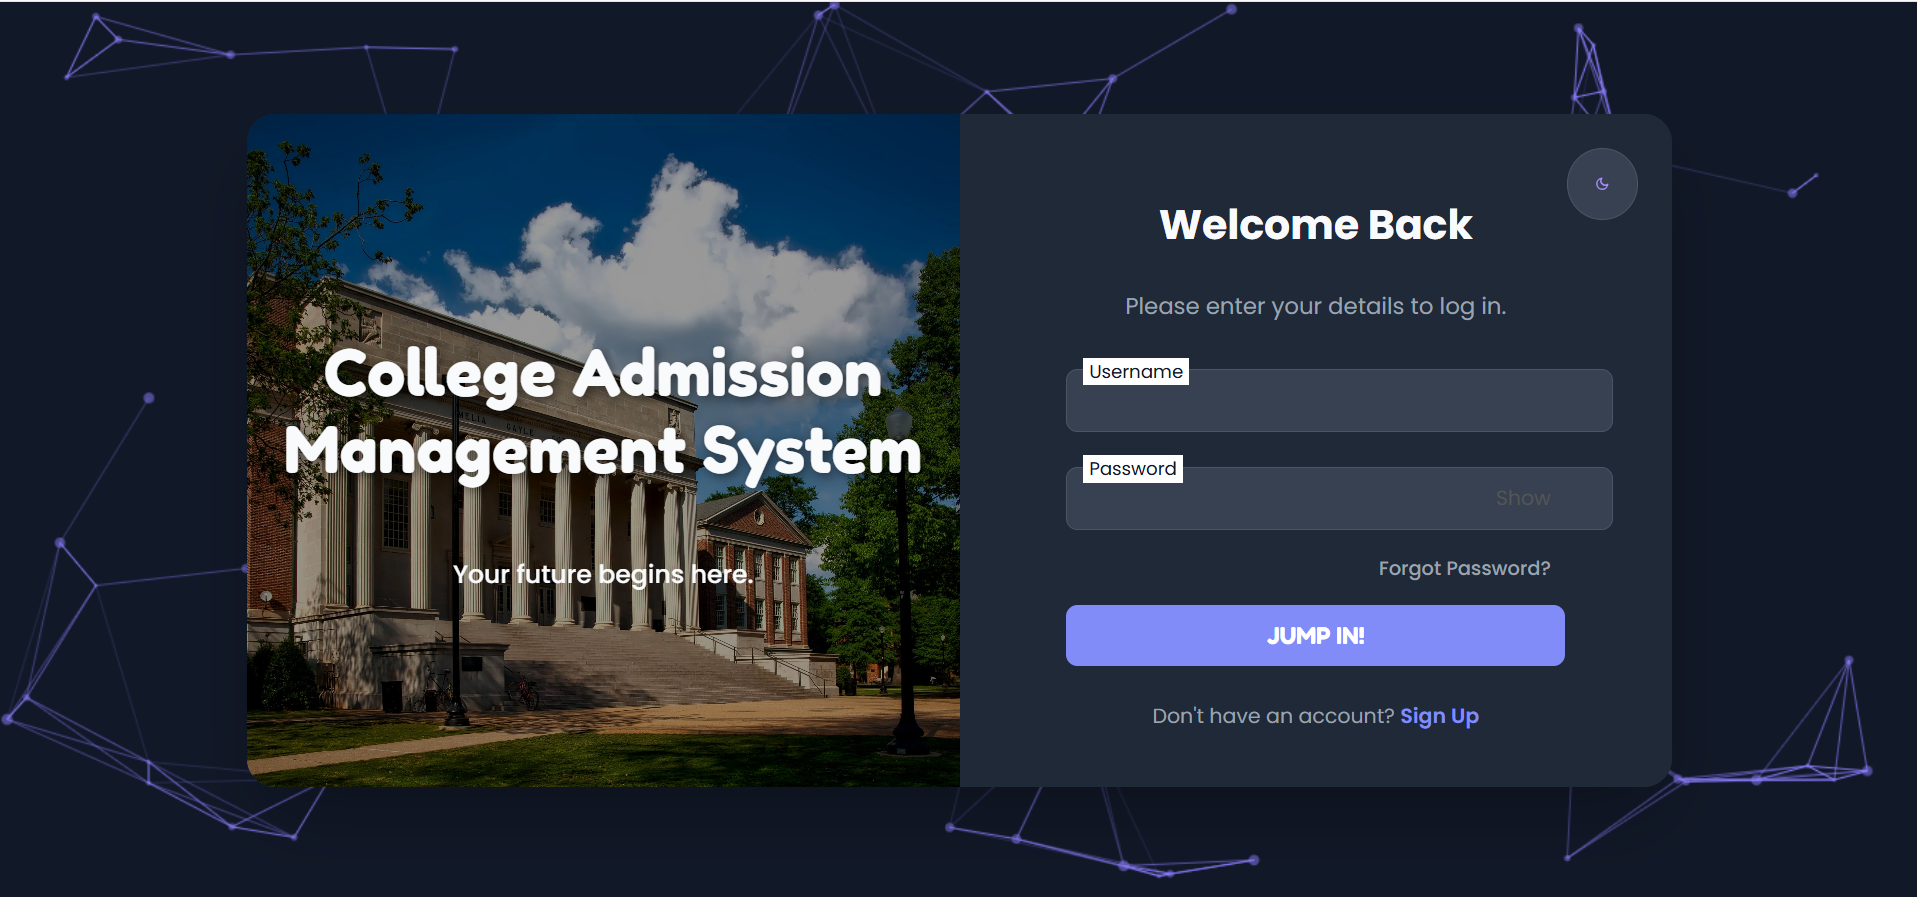 College Admission
Management System
Your future begins here.
Welcome Back
Please enter your details to log in.
Username
Password
Show
Forgot Password?
JUMP IN!
Don't have an account? Sign Up